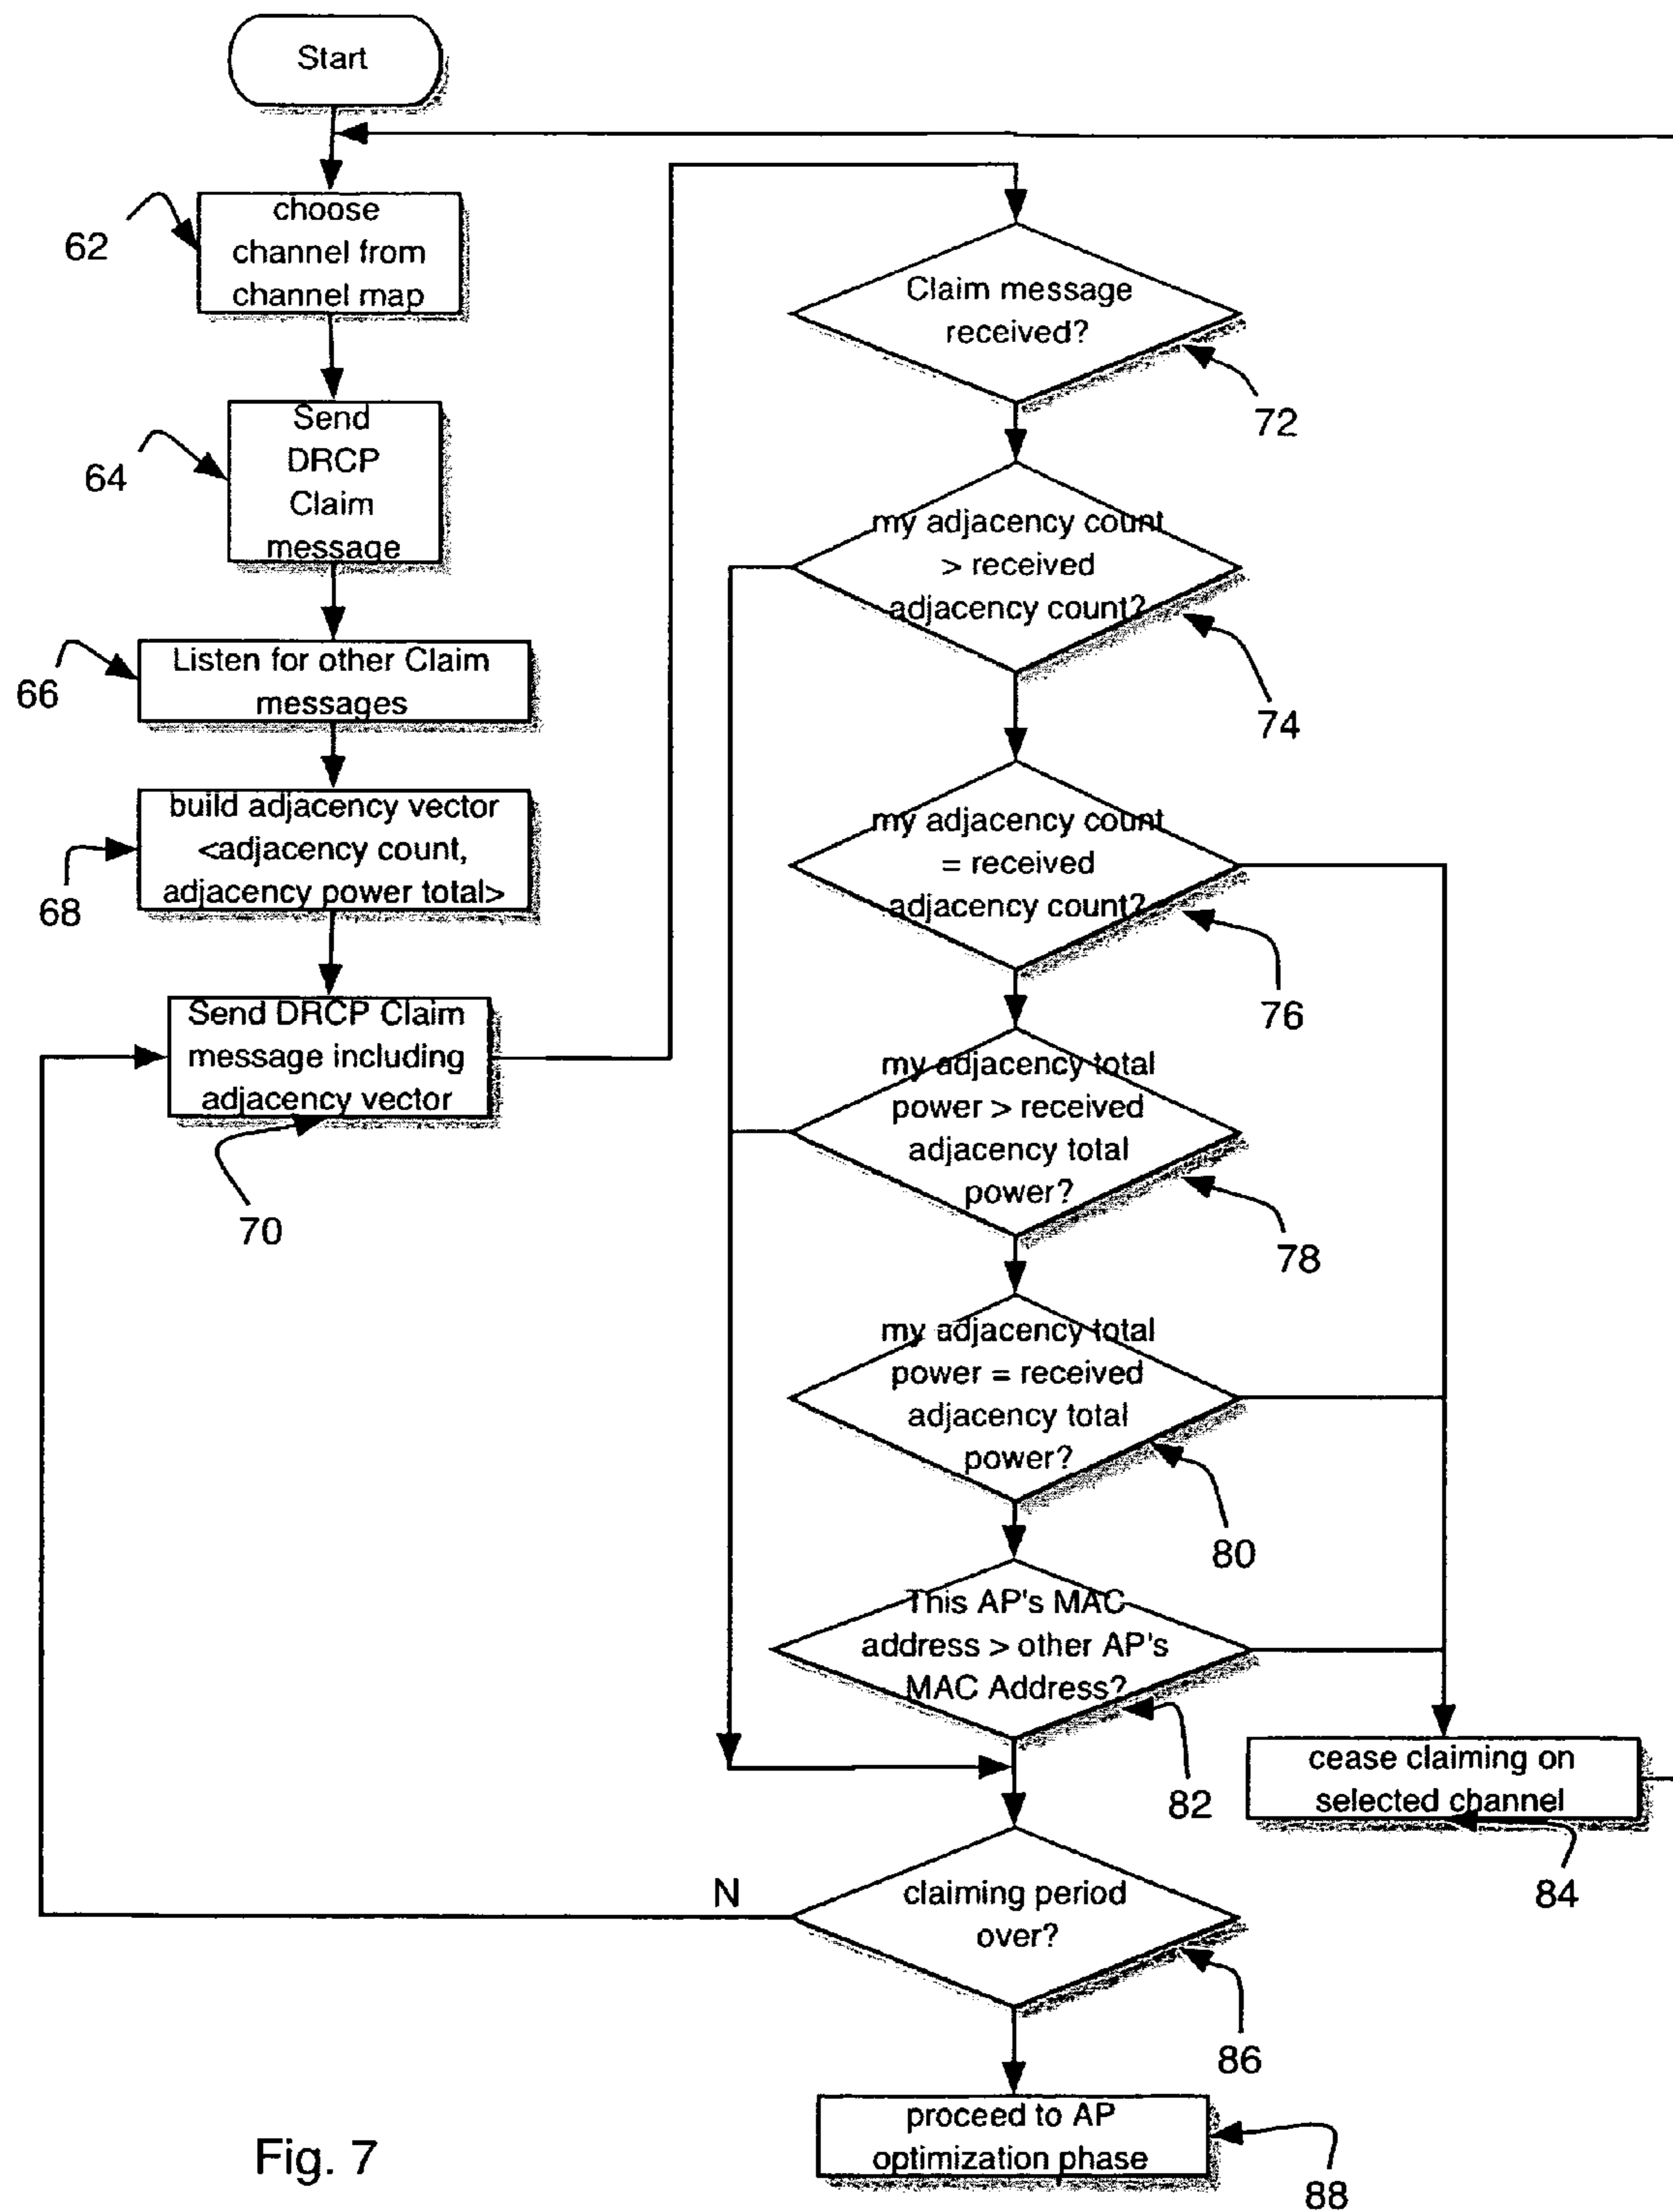 Start
choose
channel from
channel map
62
Send
DRCP
Claim
message
64
Listen for other Claim
messages
66
build adjacency vector
<adjacency count,
adjacency power total>
68
Send DRCP Claim
message including
adjacency vector
70
Claim message
received?
72
my adjacency count
> received
adjacency count?
74
my adjacency count
= received
adjacency count?
76
my adjacency total
power > received
adjacency total
power?
78
my adjacency total
power = received
adjacency total
power?
80
This AP's MAC
address > other AP's
MAC Address?
82
cease claiming on
selected channel
84
N
claiming period
over?
86
proceed to AP
optimization phase
88
Fig. 7